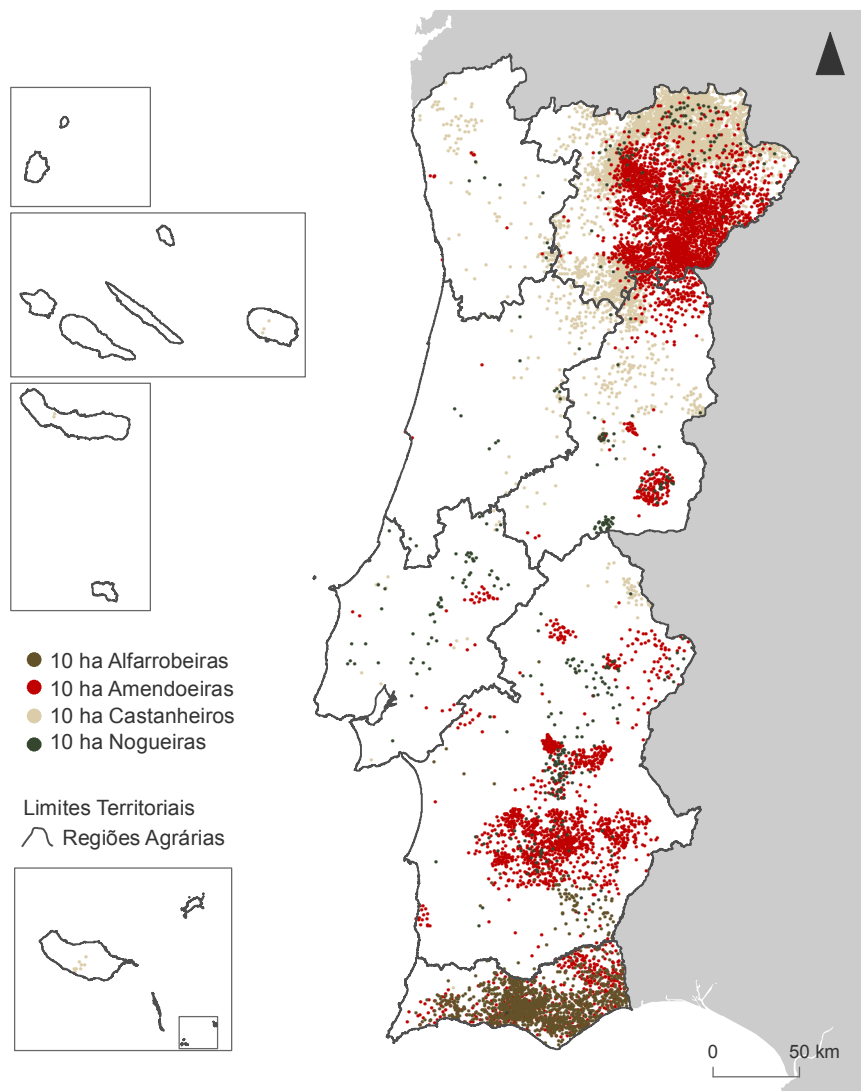 10 ha Alfarrobeiras
10 ha Amendoeiras
10 ha Castanheiros
10 ha Nogueiras
Limites Territoriais
Regiões Agrárias
0 50 km